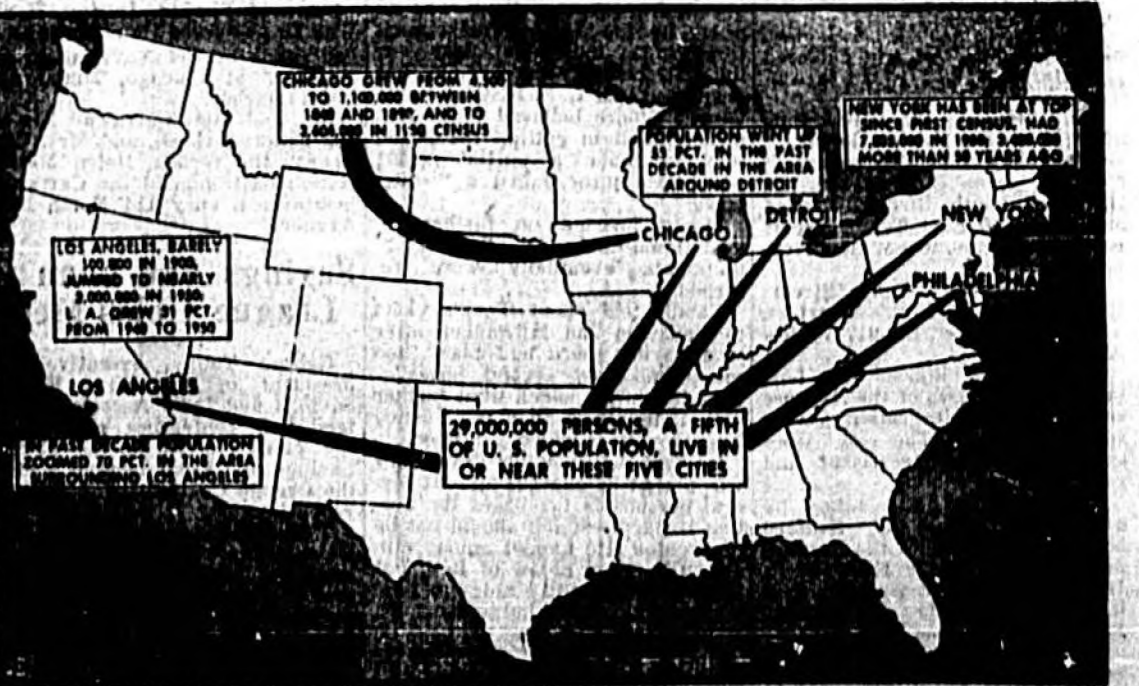 CHICAGO GREW FROM 4,500
TO 1,100,000 BETWEEN
1840 AND 1890, AND TO
IN CENSUS
POPULATION WENT UP
PCT. IN THE PAST
DECADE IN THE AREA
AROUND DETROIT
NEW YORK HAS BEEN AT TOP
SINCE FIRST CENSUS, HAD
IN
MORE THAN 50 YEARS AGO
DETROIT
NEW YORK
CHICAGO
PHILADELPHIA
LOS ANGELES, BARELY
100,000 IN 1900,
JUMPED TO NEARLY
2,000,000 IN 1950;
L. A. GREW 31 PCT.
FROM 1940 TO 1950
LOS ANGELES
IN PAST DECADE POPULATION
ZOOMED 70 PCT. IN THE AREA
SURROUNDING LOS ANGELES
29,000,000 PERSONS, A FIFTH
OF U. S. POPULATION, LIVE IN
OR NEAR THESE FIVE CITIES